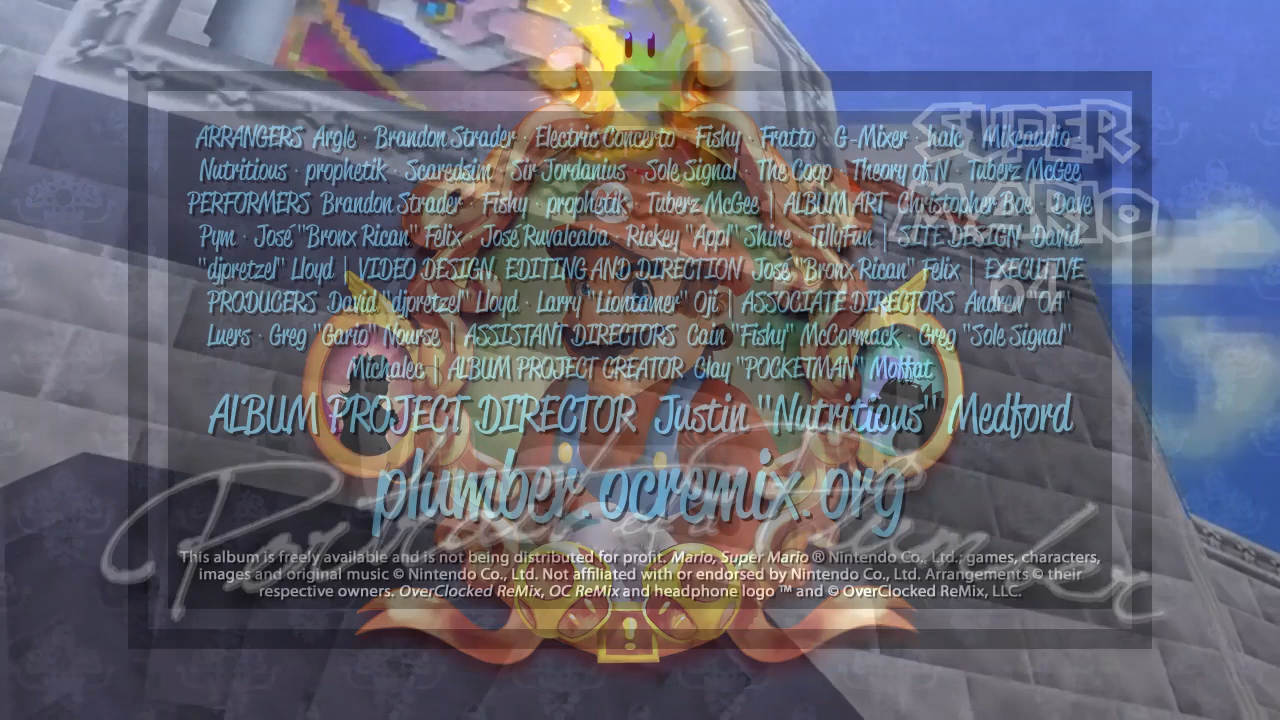 ARRANGERS Argle · Brandon Strader · Electric Concerto · Fishy · Fratto · G-Mixer · halc · Mikeaudio ·
Nutritious · prophetik · Scaredsim · Sir Jordanius · Sole Signal · The Coop · Theory of N · Tuberz McGee
PERFORMERS Brandon Strader · Fishy · prophetik · Tuberz McGee | ALBUM ART Christopher Boe · Dave
Pym · José "Bronx Rican" Felix · José Ruvalcaba · Rickey "Appl" Shine · TillyFun | SITE DESIGN David
"djpretzel" Lloyd | VIDEO DESIGN, EDITING AND DIRECTION José "Bronx Rican" Felix | EXECUTIVE
PRODUCERS David "djpretzel" Lloyd · Larry "Liontamer" Oji | ASSOCIATE DIRECTORS Andrew "OA"
Luers · Greg "Gario" Nourse | ASSISTANT DIRECTORS Cain "Fishy" McCormack · Greg "Sole Signal"
Michalec | ALBUM PROJECT CREATOR Clay "POCKETMAN" Moffat
ALBUM PROJECT DIRECTOR Justin "Nutritious" Medford
plumber.ocremix.org
SUPER
MARIO
64
Portrait of a Plumber
This album is freely available and is not being distributed for profit. Mario, Super Mario ® Nintendo Co., Ltd.; games, characters,
images and original music © Nintendo Co., Ltd. Not affiliated with or endorsed by Nintendo Co., Ltd. Arrangements © their
respective owners. OverClocked ReMix, OC ReMix and headphone logo ™ and © OverClocked ReMix, LLC.